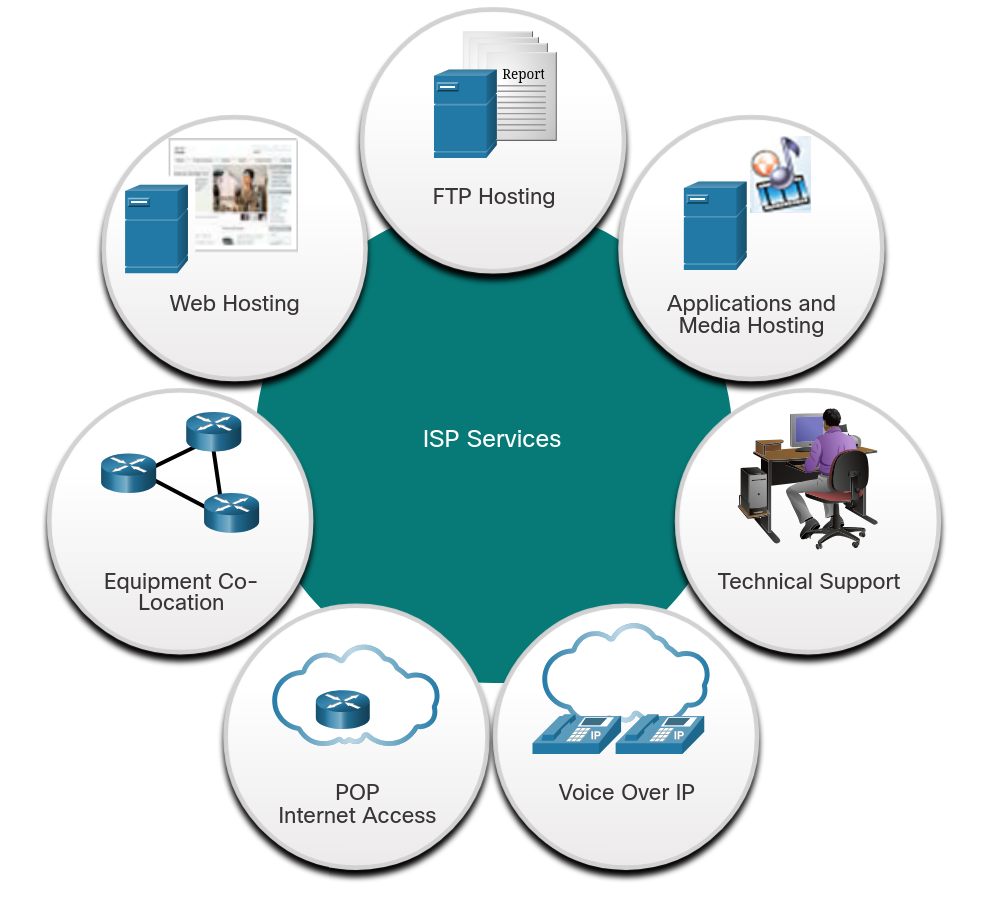 Report
FTP Hosting
Web Hosting
Applications and
Media Hosting
ISP Services
Equipment Co-
Location
Technical Support
IP
IP
POP
Internet Access
Voice Over IP